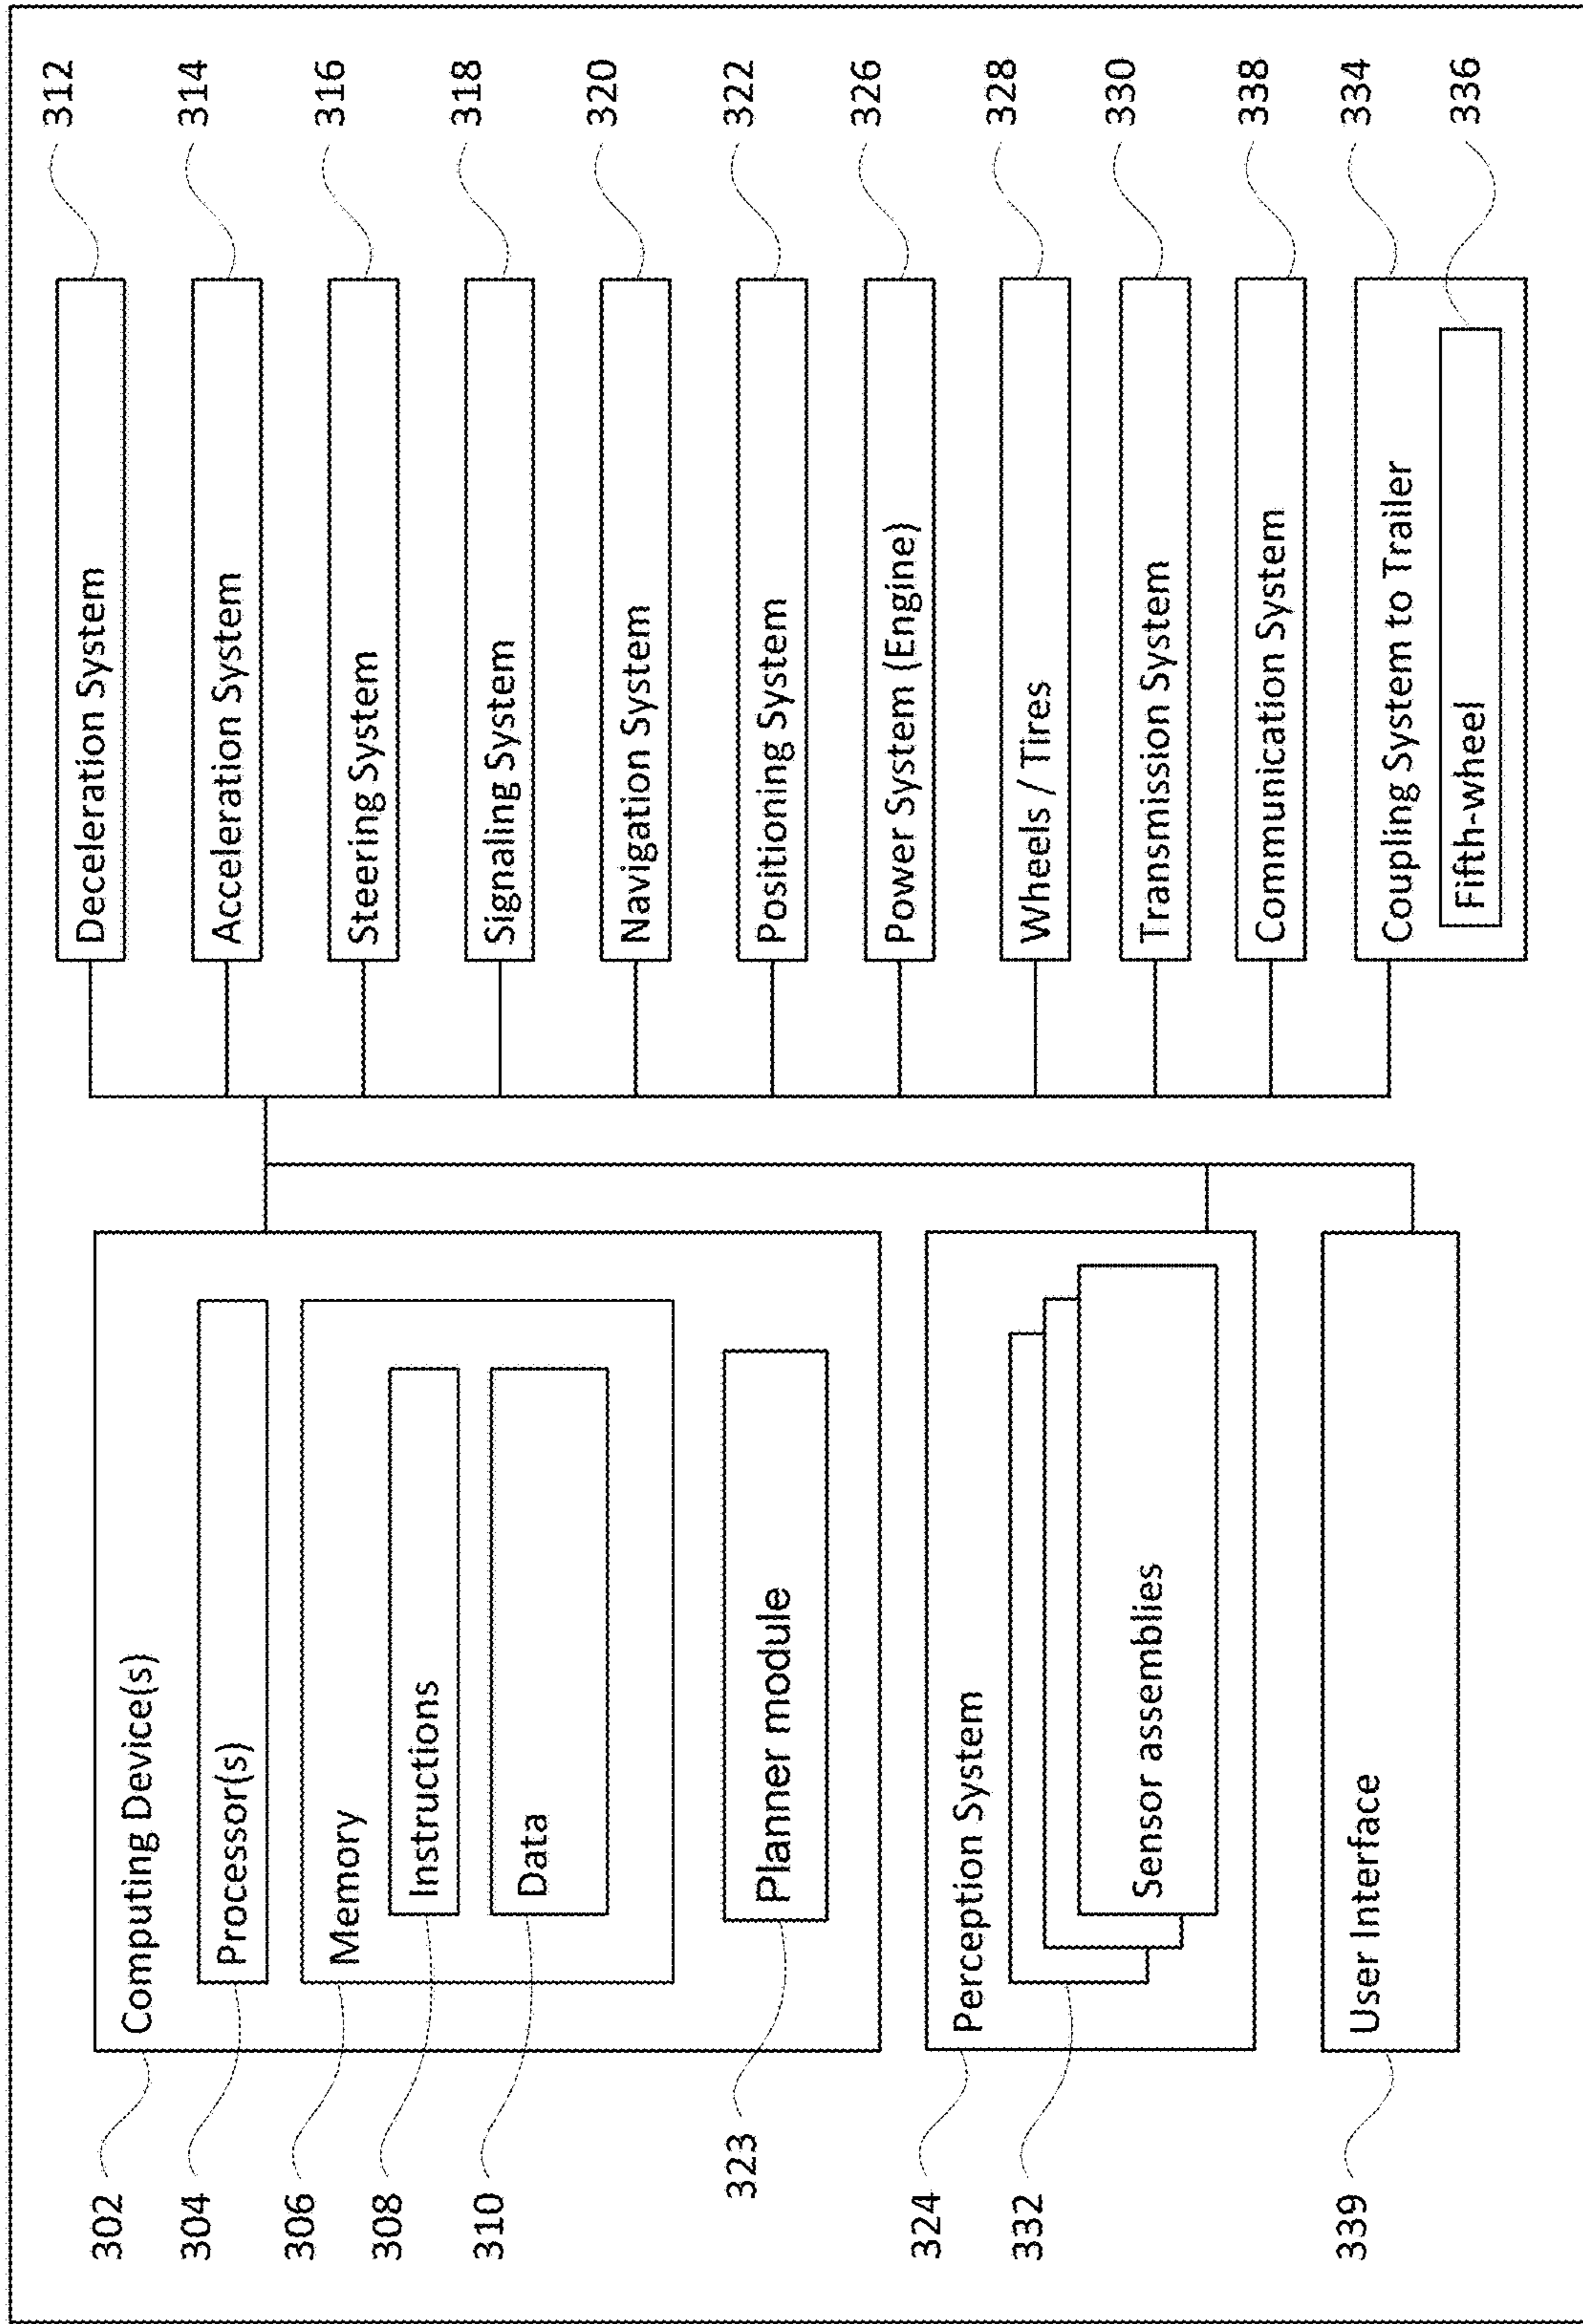 302
Computing Device(s)
304
Processor(s)
306
Memory
308
Instructions
310
Data
323
Planner module
324
Perception System
332
Sensor assemblies
339
User Interface
Deceleration System
312
Acceleration System
314
Steering System
316
Signaling System
318
Navigation System
320
Positioning System
322
Power System (Engine)
326
Wheels / Tires
328
Transmission System
330
Communication System
338
Coupling System to Trailer
334
Fifth-wheel
336